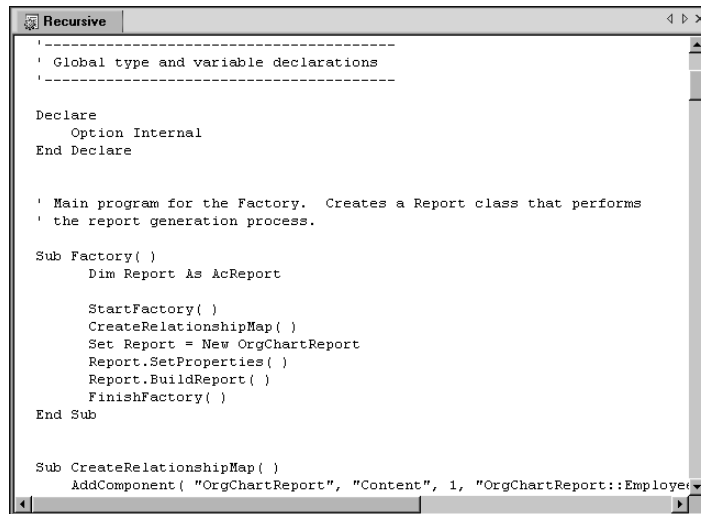 Recursive
'----------------------------------------
' Global type and variable declarations
'----------------------------------------
Declare
Option Internal
End Declare
' Main program for the Factory.  Creates a Report class that performs
' the report generation process.
Sub Factory( )
Dim Report As AcReport
StartFactory( )
CreateRelationshipMap( )
Set Report = New OrgChartReport
Report.SetProperties( )
Report.BuildReport( )
FinishFactory( )
End Sub
Sub CreateRelationshipMap( )
AddComponent( "OrgChartReport", "Content", 1, "OrgChartReport::Employe